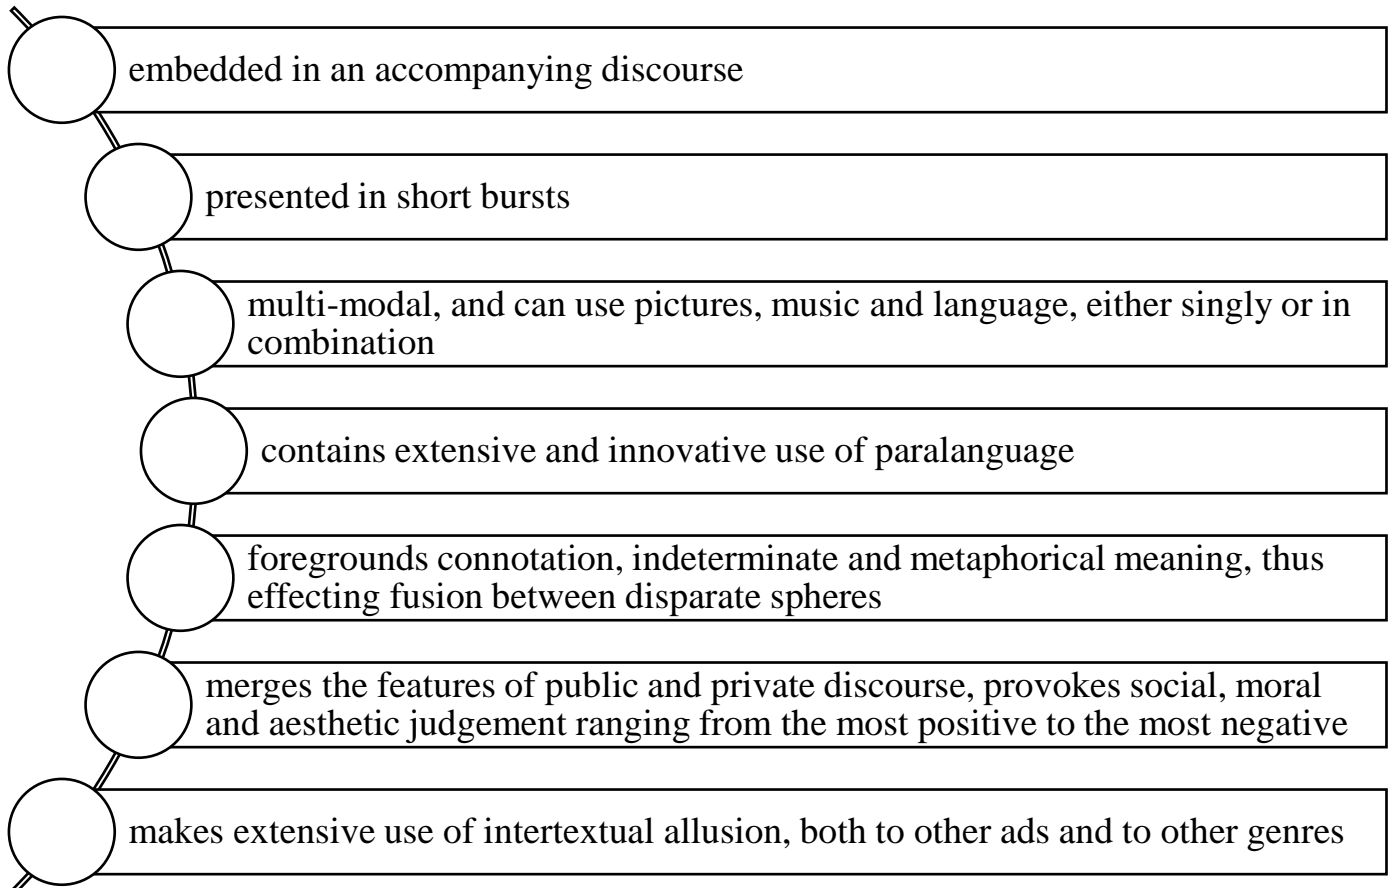 embedded in an accompanying discourse
presented in short bursts
multi-modal, and can use pictures, music and language, either singly or in
combination
contains extensive and innovative use of paralanguage
foregrounds connotation, indeterminate and metaphorical meaning, thus
effecting fusion between disparate spheres
merges the features of public and private discourse, provokes social, moral
and aesthetic judgement ranging from the most positive to the most negative
makes extensive use of intertextual allusion, both to other ads and to other genres